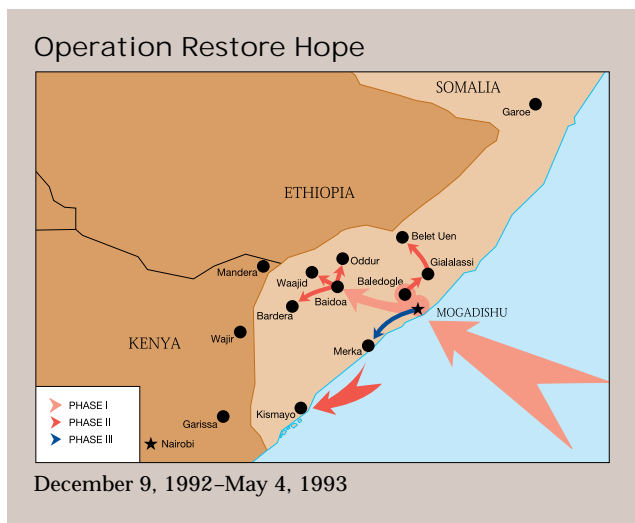 Operation Restore Hope
SOMALIA
Garoe
ETHIOPIA
Belet Uen
Oddur
Gialalassi
Mandera
Waajid
Baledogle
Baidoa
Bardera
MOGADISHU
Wajir
KENYA
Merka
PHASE I
PHASE II
PHASE III
Kismayo
Garissa
Nairobi
December 9, 1992–May 4, 1993